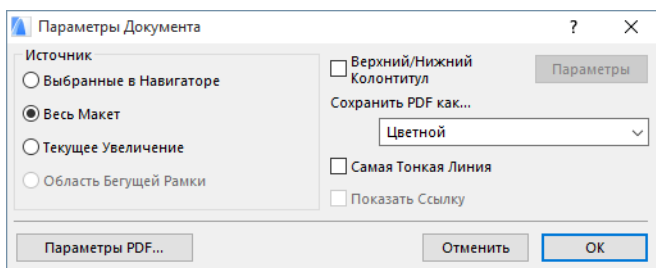 Параметры Документа
Источник
Выбранные в Навигаторе
Весь Макет
Текущее Увеличение
Область Бегущей Рамки
Верхний/Нижний
Колонтитул
Параметры
Сохранить PDF как...
Цветной
Самая Тонкая Линия
Показать Ссылку
Параметры PDF...
Отменить
ОК